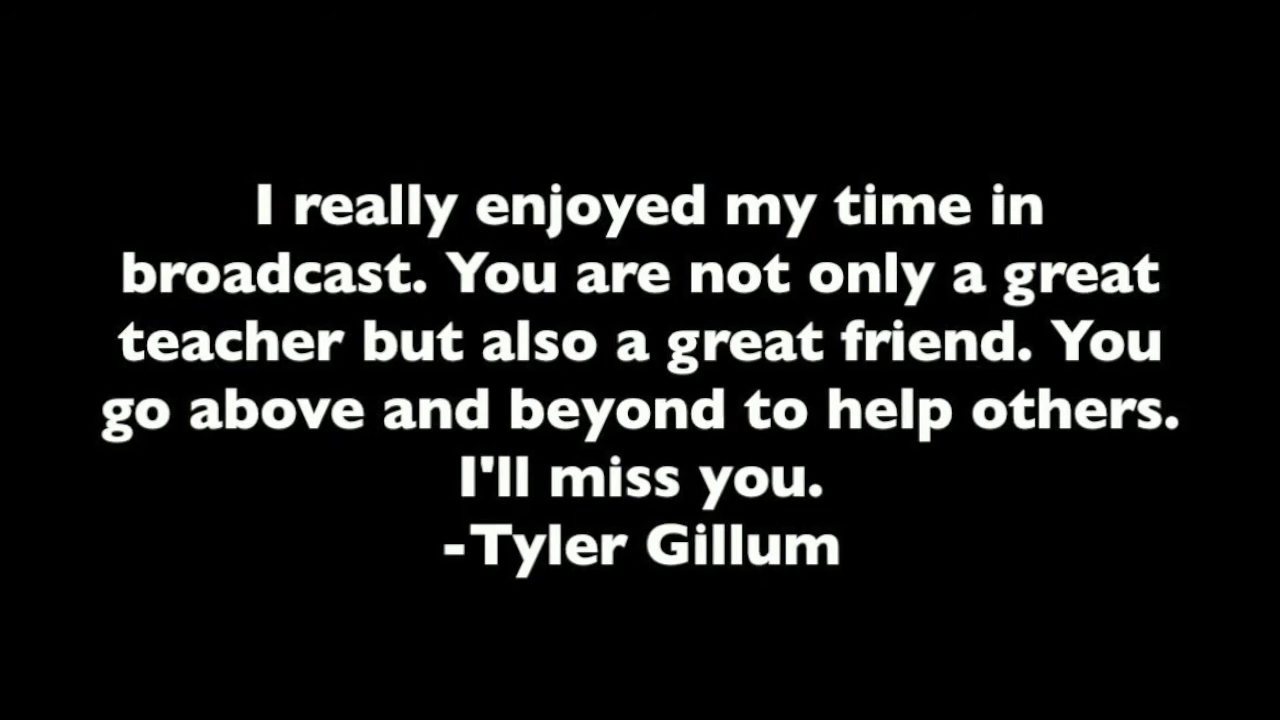 I really enjoyed my time in
broadcast. You are not only a great
teacher but also a great friend. You
go above and beyond to help others.
I'll miss you.
-Tyler Gillum